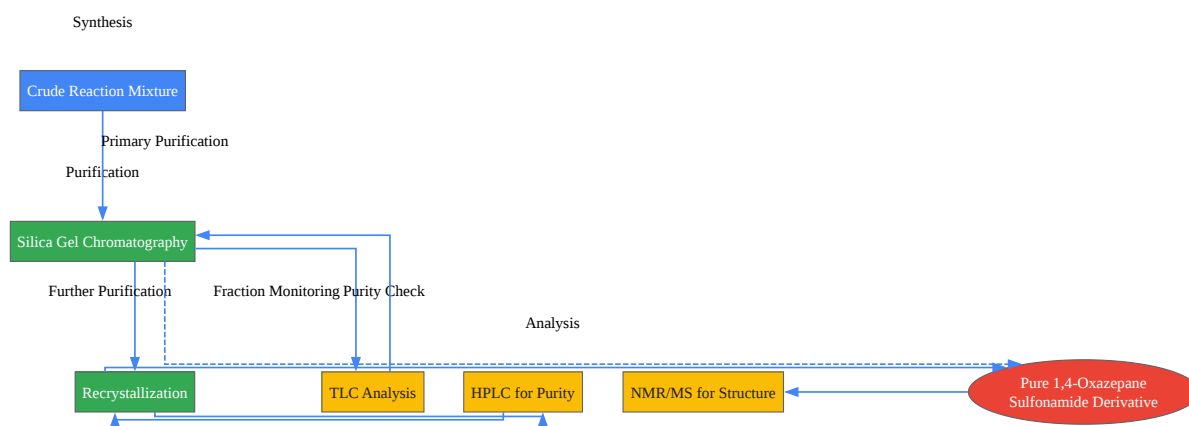 Synthesis
Crude Reaction Mixture
Primary Purification
Purification
Silica Gel Chromatography
Further Purification
Fraction Monitoring
Purity Check
Analysis
Recrystallization
TLC Analysis
HPLC for Purity
NMR/MS for Structure
Pure 1,4-Oxazepane
Sulfonamide Derivative